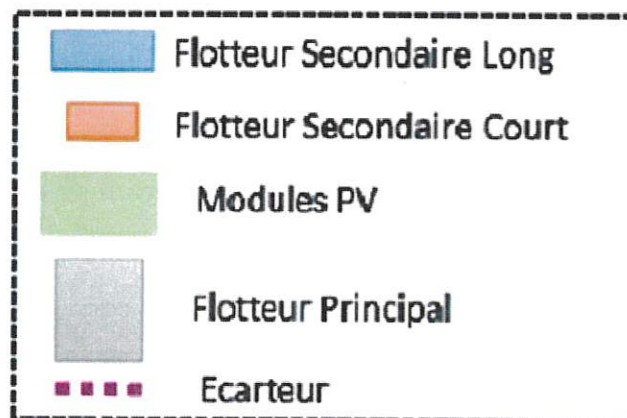 Flotteur Secondaire Long
Flotteur Secondaire Court
Modules PV
Flotteur Principal
Ecarteur